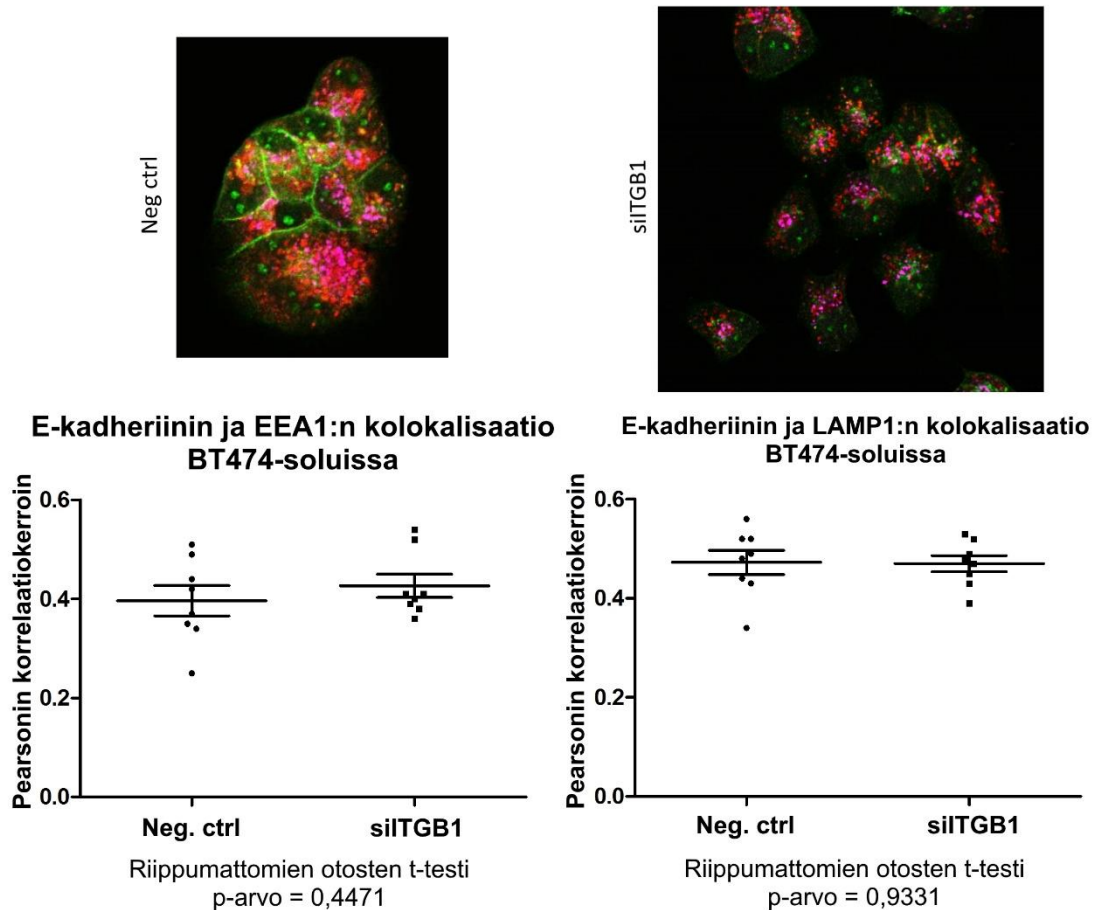 Neg ctrl
siITGB1
E-kadheriinin ja EEA1:n kolokalisaatio
BT474-soluissa
Pearsonin korrelaatiokerroin
0.6
0.4
0.2
0.0
Neg. ctrl
siITGB1
Riippumattomien otosten t-testi
p-arvo = 0,4471
E-kadheriinin ja LAMP1:n kolokalisaatio
BT474-soluissa
Pearsonin korrelaatiokerroin
0.6
0.4
0.2
0.0
Neg. ctrl
siITGB1
Riippumattomien otosten t-testi
p-arvo = 0,9331